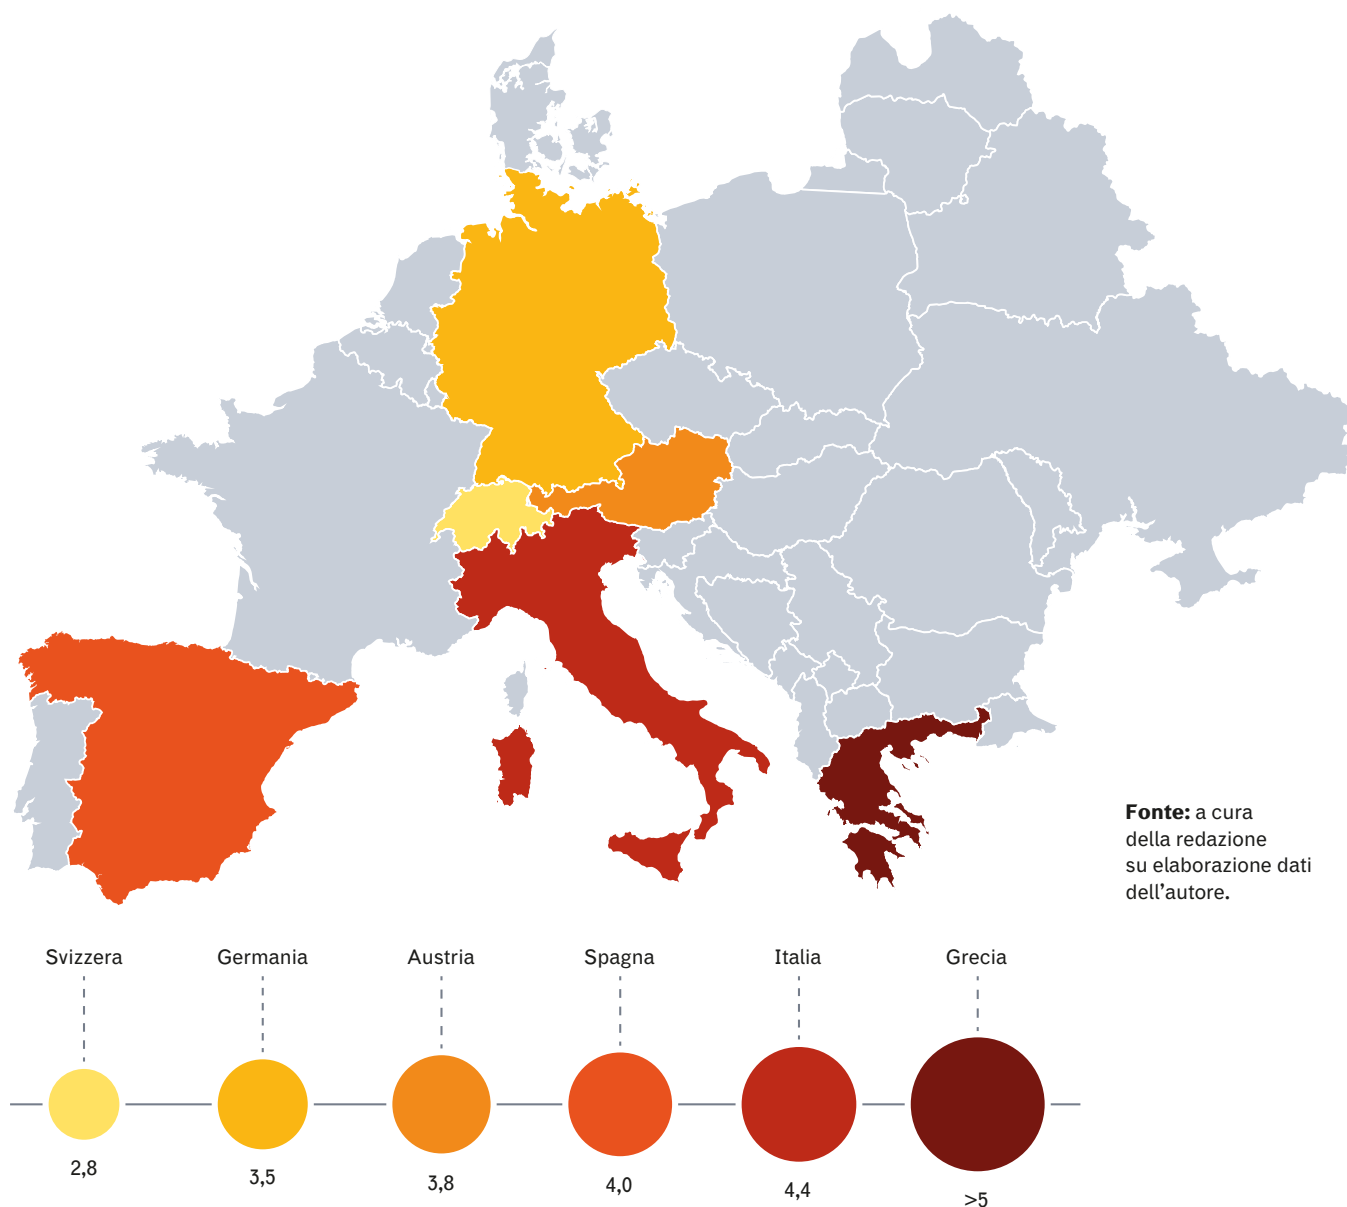 Fonte: a cura
della redazione
su elaborazione dati
dell'autore.
Svizzera Germania Austria Spagna Italia Grecia
2,8 3,5 3,8 4,0 4,4 >5